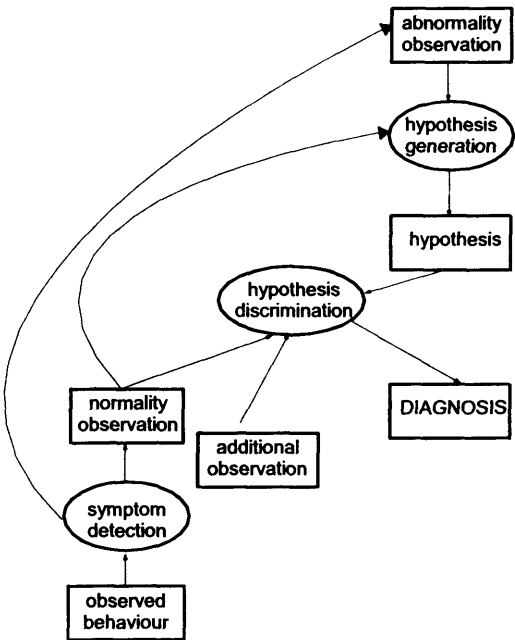 abnormality
observation
hypothesis
generation
hypothesis
hypothesis
discrimination
normality
observation
DIAGNOSIS
additional
observation
symptom
detection
observed
behaviour